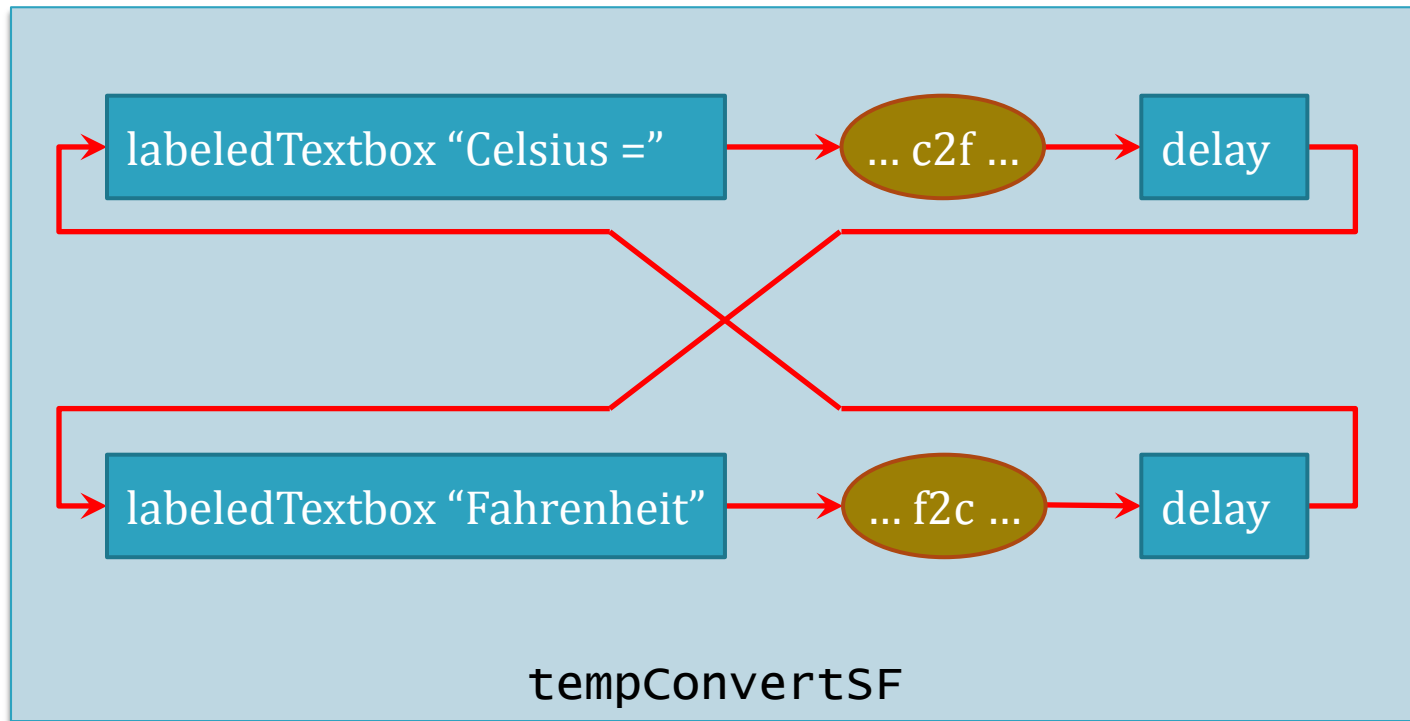 labeledTextbox “Celsius =”
... c2f ...
delay
labeledTextbox “Fahrenheit”
... f2c ...
delay
tempConvertSF